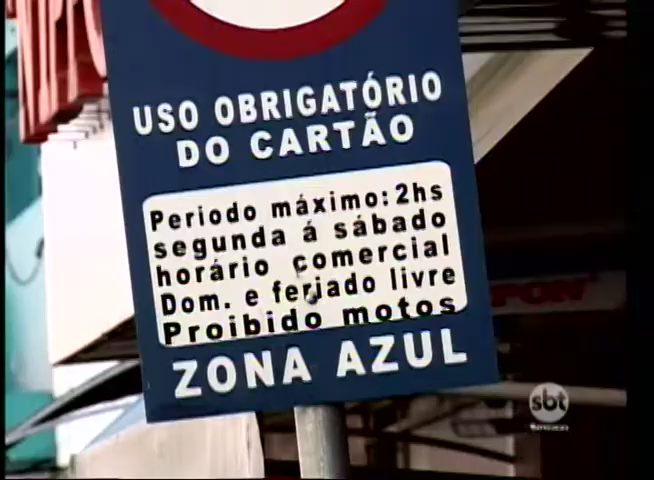 USO OBRIGATÓRIO
DO CARTÃO
Periodo máximo: 2hs
segunda á sábado
horário comercial
Dom. e feriado livre
Proibido motos
ZONA AZUL
sbt